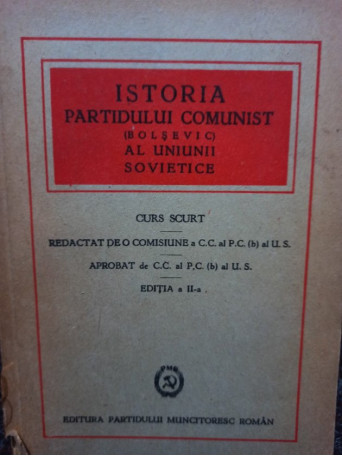 ISTORIA
PARTIDULUI COMUNIST
(BOLȘEVIC)
AL UNIUNII
SOVIETICE
CURS SCURT
REDACTAT DE O COMISIUNE a C.C. al P.C. (b) al U. S.
APROBAT de C.C. al P.C. (b) al U. S.
EDIȚIA a II-a.
EDITURA PARTIDULUI MUNCITORESC ROMÂN